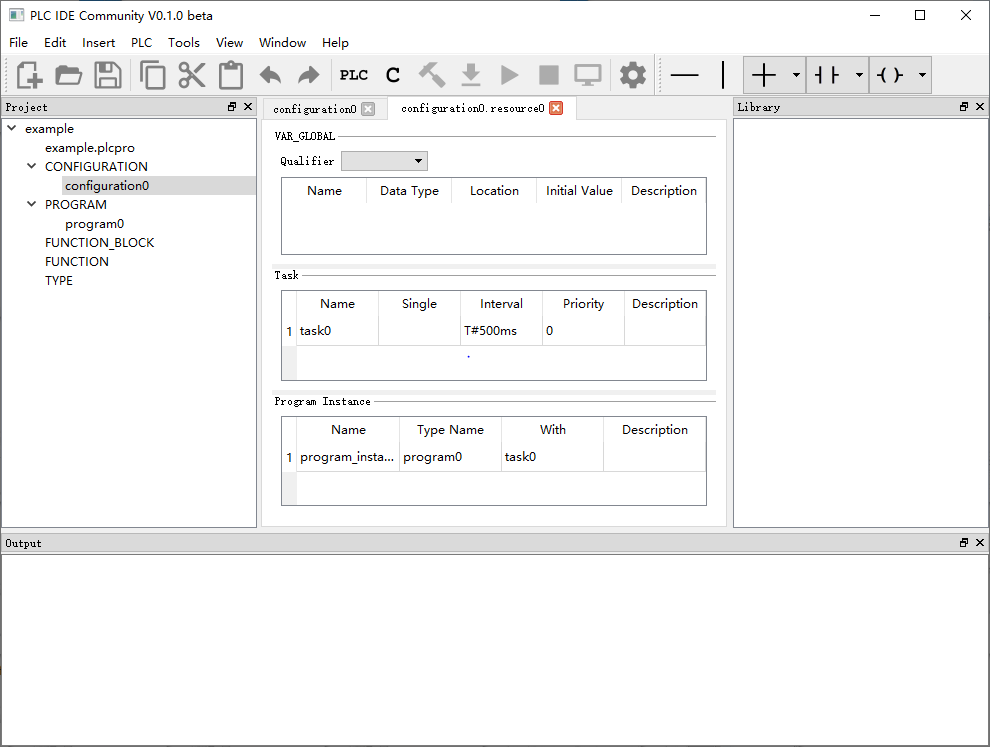 PLC IDE Community V0.1.0 beta
File Edit Insert PLC Tools View Window Help
PLC C
Project
example
example.plcpro
CONFIGURATION
configuration0
PROGRAM
program0
FUNCTION_BLOCK
FUNCTION
TYPE
configuration0 configuration0.resource0
VAR_GLOBAL
Qualifier
Name Data Type Location Initial Value Description
Task
Name Single Interval Priority Description
1 task0 T#500ms 0
Program Instance
Name Type Name With Description
1 program_insta... program0 task0
Library
Output